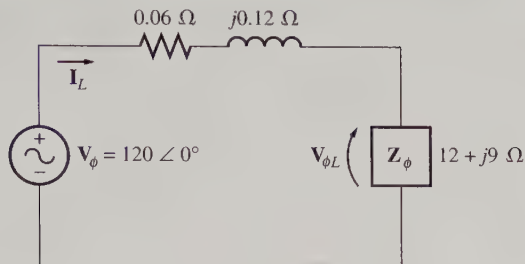 0.06 Ω j0.12 Ω
I_L
+
V_ϕ = 120 ∠ 0°
−
V_ϕL
Z_ϕ
12 + j9 Ω